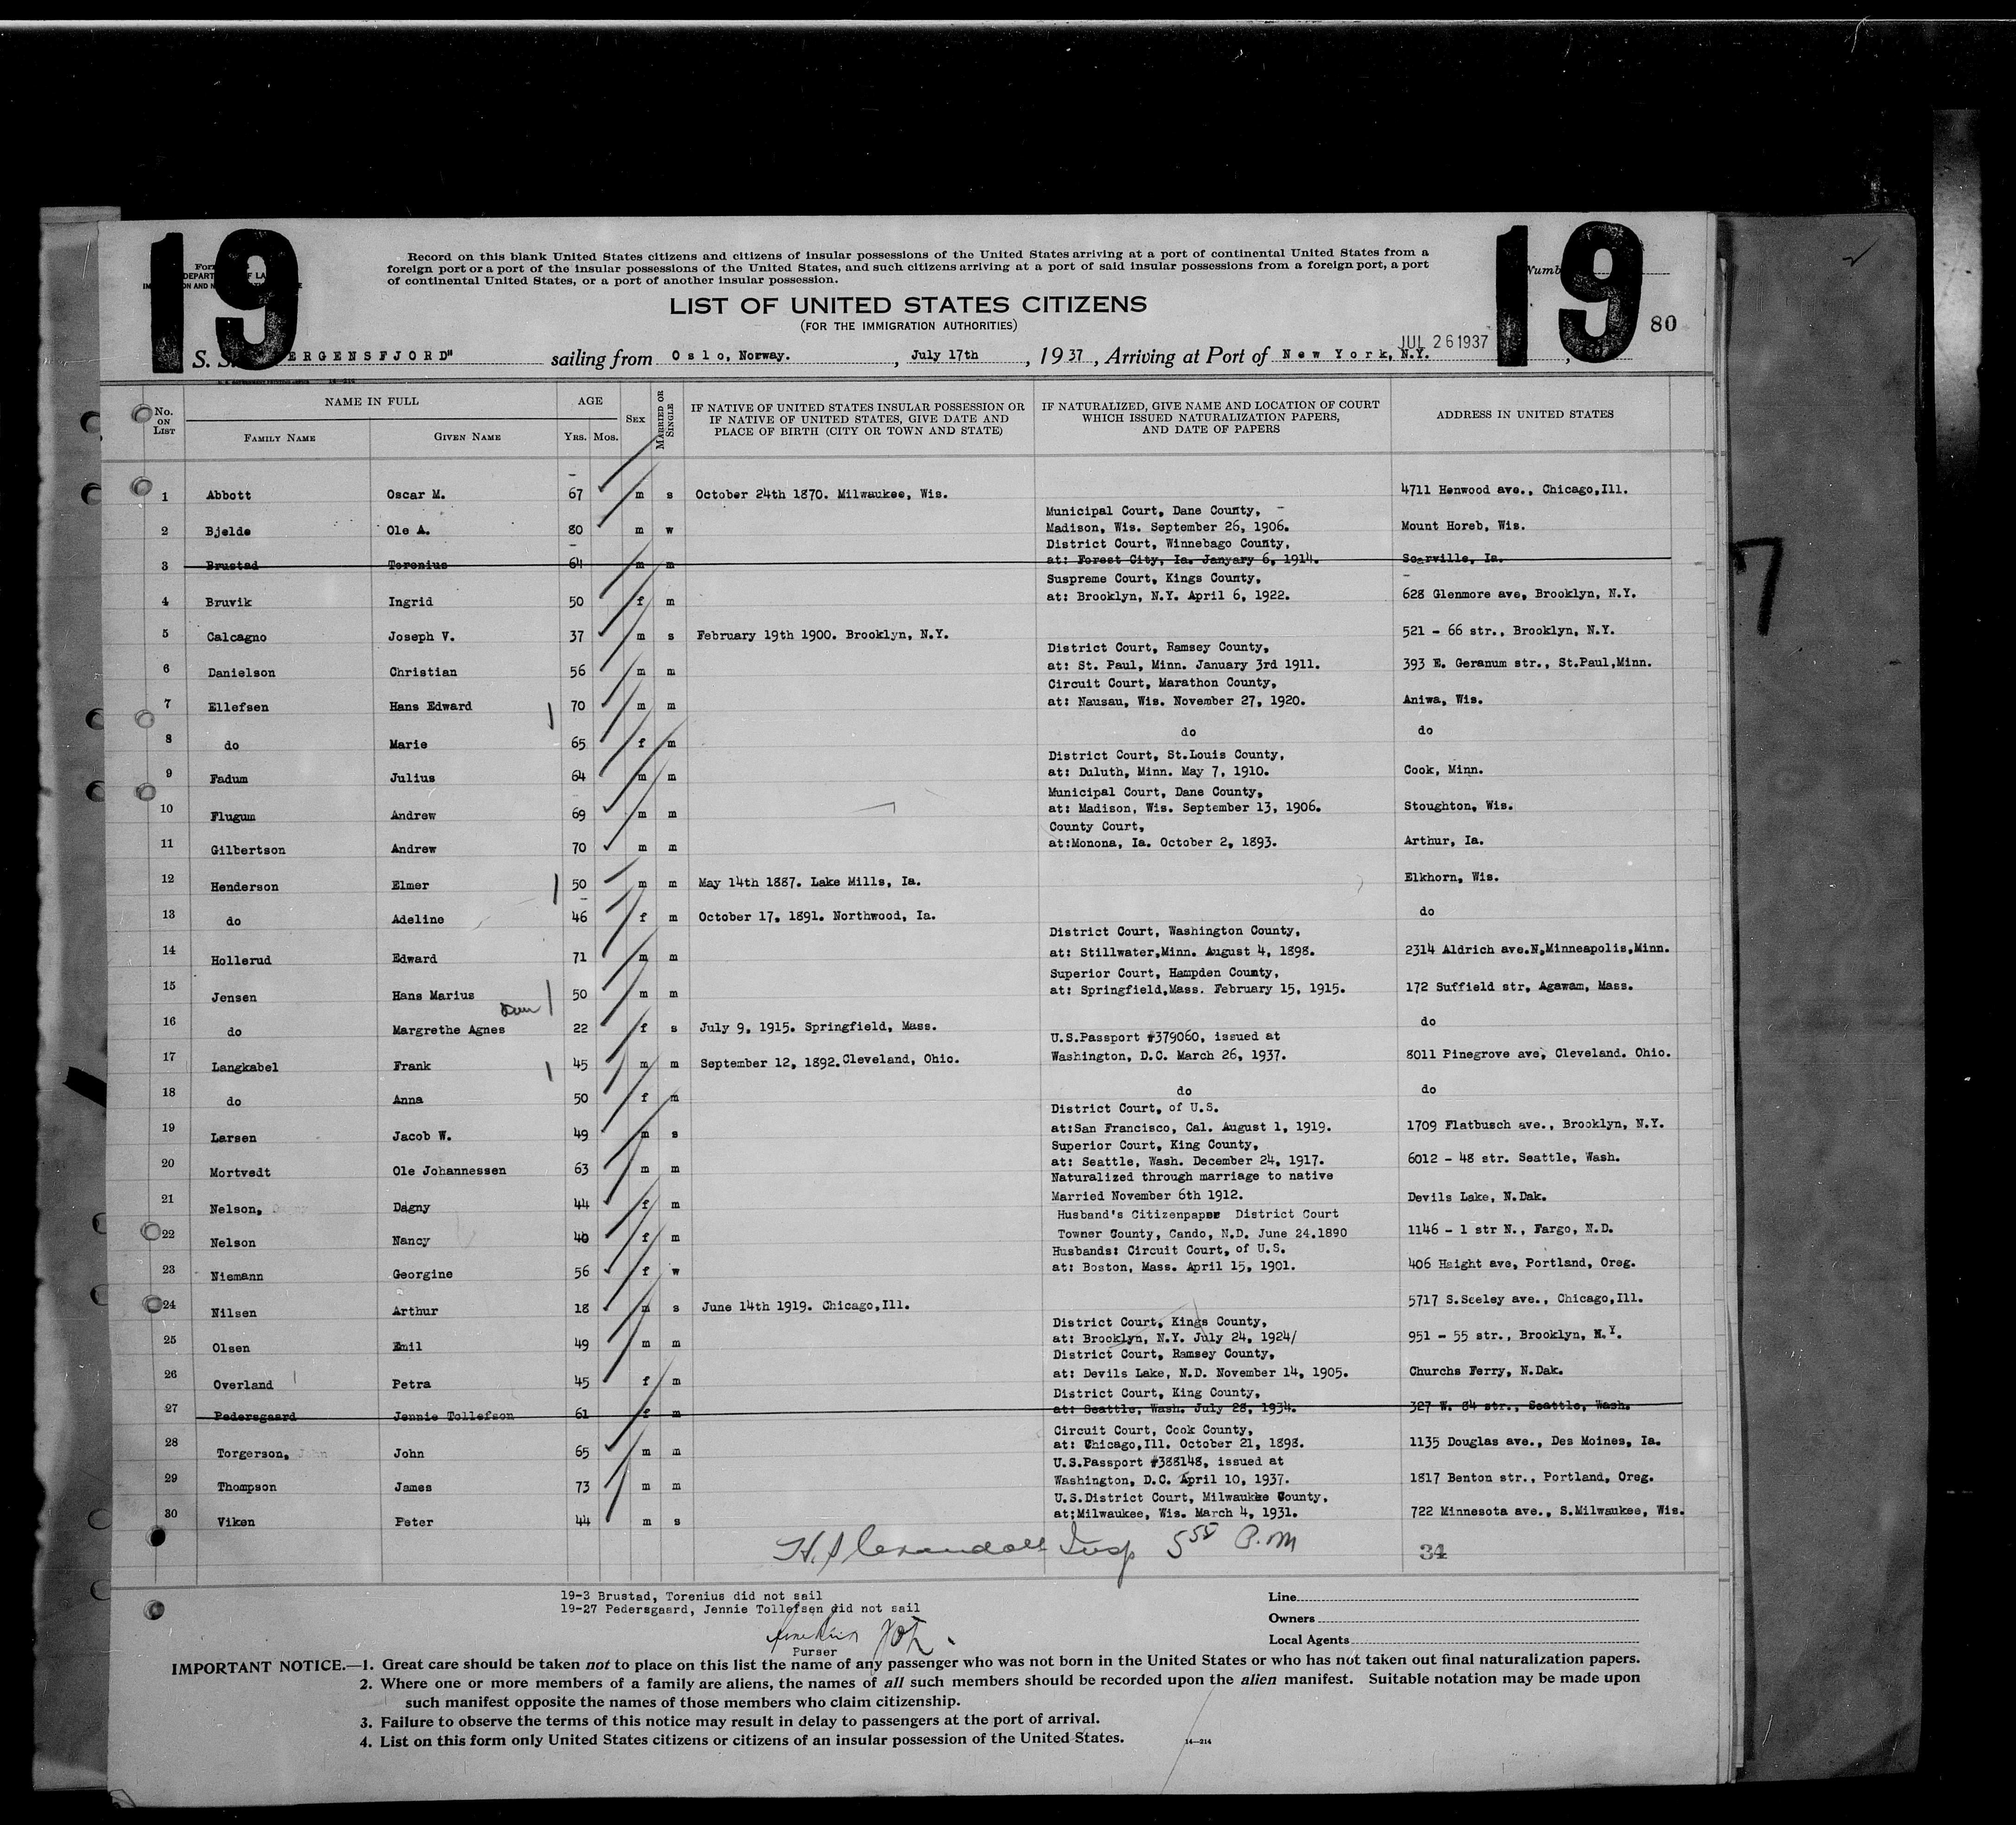 19
19
Record on this blank United States citizens and citizens of insular possessions of the United States arriving at a port of continental United States from a
foreign port or a port of the insular possessions of the United States, and such citizens arriving at a port of said insular possessions from a foreign port, a port
of continental United States, or a port of another insular possession.
LIST OF UNITED STATES CITIZENS
(FOR THE IMMIGRATION AUTHORITIES)
80
JUL 26 1937
S. S. ERGENSFJORD" sailing from Oslo, Norway. , July 17th , 1937, Arriving at Port of New York, N.Y.
No. ON LIST
NAME IN FULL
FAMILY NAME
GIVEN NAME
AGE
YRS. MOS.
SEX
MARRIED OR SINGLE
IF NATIVE OF UNITED STATES INSULAR POSSESSION OR
IF NATIVE OF UNITED STATES, GIVE DATE AND
PLACE OF BIRTH (CITY OR TOWN AND STATE)
IF NATURALIZED, GIVE NAME AND LOCATION OF COURT
WHICH ISSUED NATURALIZATION PAPERS,
AND DATE OF PAPERS
ADDRESS IN UNITED STATES
1 Abbott Oscar M. 67 m s October 24th 1870. Milwaukee, Wis. 4711 Henwood ave., Chicago,Ill.
Municipal Court, Dane County,
2 Bjelde Ole A. 80 m w Madison, Wis. September 26, 1906. Mount Horeb, Wis.
District Court, Winnebago County,
3 Brustad Torenius 64 m m at: Forest City, Ia. Janyary 6, 1914. Scarville, Ia.
Suspreme Court, Kings County,
4 Bruvik Ingrid 50 f m at: Brooklyn, N.Y. April 6, 1922. 628 Glenmore ave, Brooklyn, N.Y.
5 Calcagno Joseph V. 37 m s February 19th 1900. Brooklyn, N.Y. 521 - 66 str., Brooklyn, N.Y.
District Court, Ramsey County,
6 Danielson Christian 56 m m at: St. Paul, Minn. January 3rd 1911. 393 E. Geranum str., St.Paul,Minn.
Circuit Court, Marathon County,
7 Ellefsen Hans Edward 70 m m at: Nausau, Wis. November 27, 1920. Aniwa, Wis.
8 do Marie 65 f m do do
District Court, St.Louis County,
9 Fadum Julius 64 m m at: Duluth, Minn. May 7, 1910. Cook, Minn.
Municipal Court, Dane County,
10 Flugum Andrew 69 m m at: Madison, Wis. September 13, 1906. Stoughton, Wis.
County Court,
11 Gilbertson Andrew 70 m m at:Monona, Ia. October 2, 1893. Arthur, Ia.
12 Henderson Elmer 50 m m May 14th 1887. Lake Mills, Ia. Elkhorn, Wis.
13 do Adeline 46 f m October 17, 1891. Northwood, Ia. do
District Court, Washington County,
14 Hollerud Edward 71 m m at: Stillwater,Minn. August 4, 1898. 2314 Aldrich ave.N,Minneapolis,Minn.
Superior Court, Hampden County,
15 Jensen Hans Marius 50 m m at: Springfield,Mass. February 15, 1915. 172 Suffield str, Agawam, Mass.
16 do Margrethe Agnes 22 f s July 9, 1915. Springfield, Mass. do
U.S.Passport #379060, issued at
17 Langkabel Frank 45 m m September 12, 1892. Cleveland, Ohio. Washington, D.C. March 26, 1937. 8011 Pinegrove ave, Cleveland. Ohio.
18 do Anna 50 f m do do
District Court, of U.S.
19 Larsen Jacob W. 49 m s at:San Francisco, Cal. August 1, 1919. 1709 Flatbusch ave., Brooklyn, N.Y.
Superior Court, King County,
20 Mortvedt Ole Johannessen 63 m m at: Seattle, Wash. December 24, 1917. 6012 - 48 str. Seattle, Wash.
Naturalized through marriage to native
21 Nelson, Dagny 44 f m Married November 6th 1912. Devils Lake, N.Dak.
Husband's Citizenpaper District Court
22 Nelson Nancy 40 f m Towner County, Cando, N.D. June 24.1890 1146 - 1 str N., Fargo, N.D.
Husbands: Circuit Court, of U.S.
23 Niemann Georgine 56 f w at: Boston, Mass. April 15, 1901. 406 Haight ave, Portland, Oreg.
24 Nilsen Arthur 18 m s June 14th 1919. Chicago,Ill. 5717 S.Seeley ave., Chicago,Ill.
District Court, Kings County,
25 Olsen Emil 49 m m at: Brooklyn, N.Y. July 24, 1924/ 951 - 55 str., Brooklyn, N.Y.
District Court, Ramsey County,
26 Overland Petra 45 f m at: Devils Lake, N.D. November 14, 1905. Churchs Ferry, N.Dak.
District Court, King County,
27 Pedersgaard Jennie Tollefson 61 f m at: Seattle, Wash. July 28, 1934. 327 W. 84 str., Seattle, Wash.
Circuit Court, Cook County,
28 Torgerson, John 65 m m at: Chicago,Ill. October 21, 1898. 1135 Douglas ave., Des Moines, Ia.
U.S.Passport #388148, issued at
29 Thompson James 73 m m Washington, D.C. April 10, 1937. 1817 Benton str., Portland, Oreg.
U.S.District Court, Milwaukee County,
30 Viken Peter 44 m s at:Milwaukee, Wis. March 4, 1931. 722 Minnesota ave., S.Milwaukee, Wis.
Insp 5 55 P.M
34
19-3 Brustad, Torenius did not sail
19-27 Pedersgaard, Jennie Tollefsen did not sail
Purser
Line
Owners
Local Agents
IMPORTANT NOTICE.—1. Great care should be taken not to place on this list the name of any passenger who was not born in the United States or who has not taken out final naturalization papers.
2. Where one or more members of a family are aliens, the names of all such members should be recorded upon the alien manifest. Suitable notation may be made upon
such manifest opposite the names of those members who claim citizenship.
3. Failure to observe the terms of this notice may result in delay to passengers at the port of arrival.
4. List on this form only United States citizens or citizens of an insular possession of the United States.
14—214
7